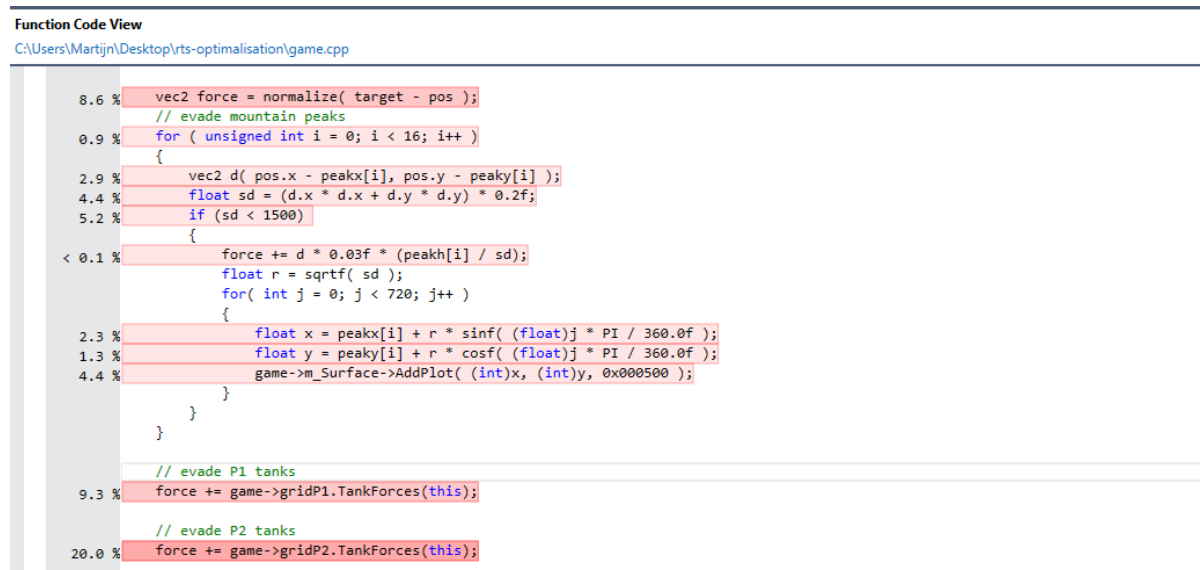 Function Code View
C:\Users\Martijn\Desktop\rts-optimalisation\game.cpp
8.6 % vec2 force = normalize( target - pos );
// evade mountain peaks
0.9 % for ( unsigned int i = 0; i < 16; i++ )
{
2.9 % vec2 d( pos.x - peakx[i], pos.y - peaky[i] );
4.4 % float sd = (d.x * d.x + d.y * d.y) * 0.2f;
5.2 % if (sd < 1500)
{
< 0.1 % force += d * 0.03f * (peakh[i] / sd);
float r = sqrtf( sd );
for( int j = 0; j < 720; j++ )
{
2.3 % float x = peakx[i] + r * sinf( (float)j * PI / 360.0f );
1.3 % float y = peaky[i] + r * cosf( (float)j * PI / 360.0f );
4.4 % game->m_Surface->AddPlot( (int)x, (int)y, 0x000500 );
}
}
}
// evade P1 tanks
9.3 % force += game->gridP1.TankForces(this);
// evade P2 tanks
20.0 % force += game->gridP2.TankForces(this);